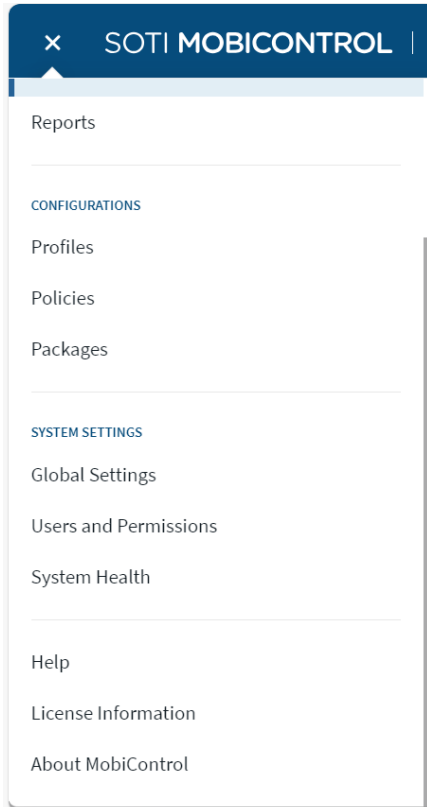 SOTI MOBICONTROL
Reports
CONFIGURATIONS
Profiles
Policies
Packages
SYSTEM SETTINGS
Global Settings
Users and Permissions
System Health
Help
License Information
About MobiControl